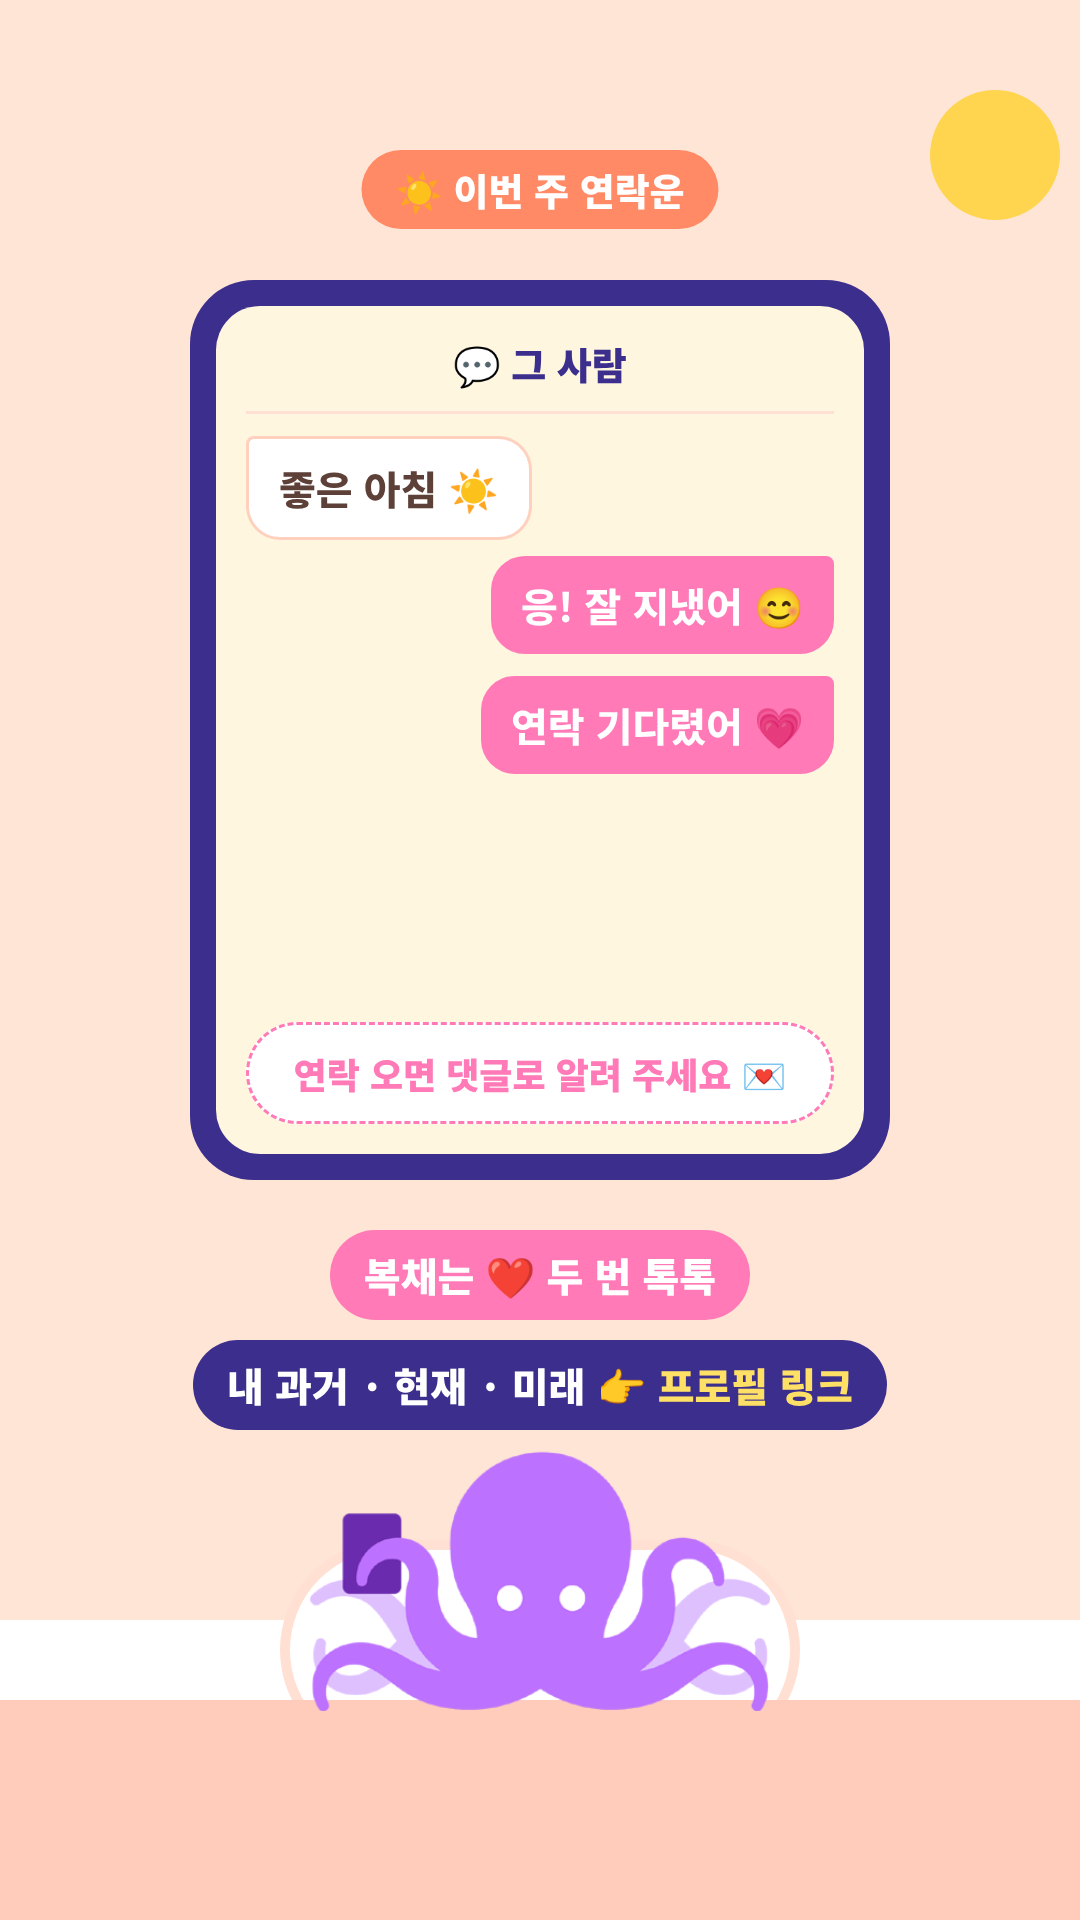 ☀️ 이번 주 연락운
💬 그 사람
좋은 아침 ☀️
응! 잘 지냈어 😊
연락 기다렸어 💗
연락 오면 댓글로 알려 주세요 💌
복채는 ❤️ 두 번 톡톡
내 과거 · 현재 · 미래 👉 프로필 링크